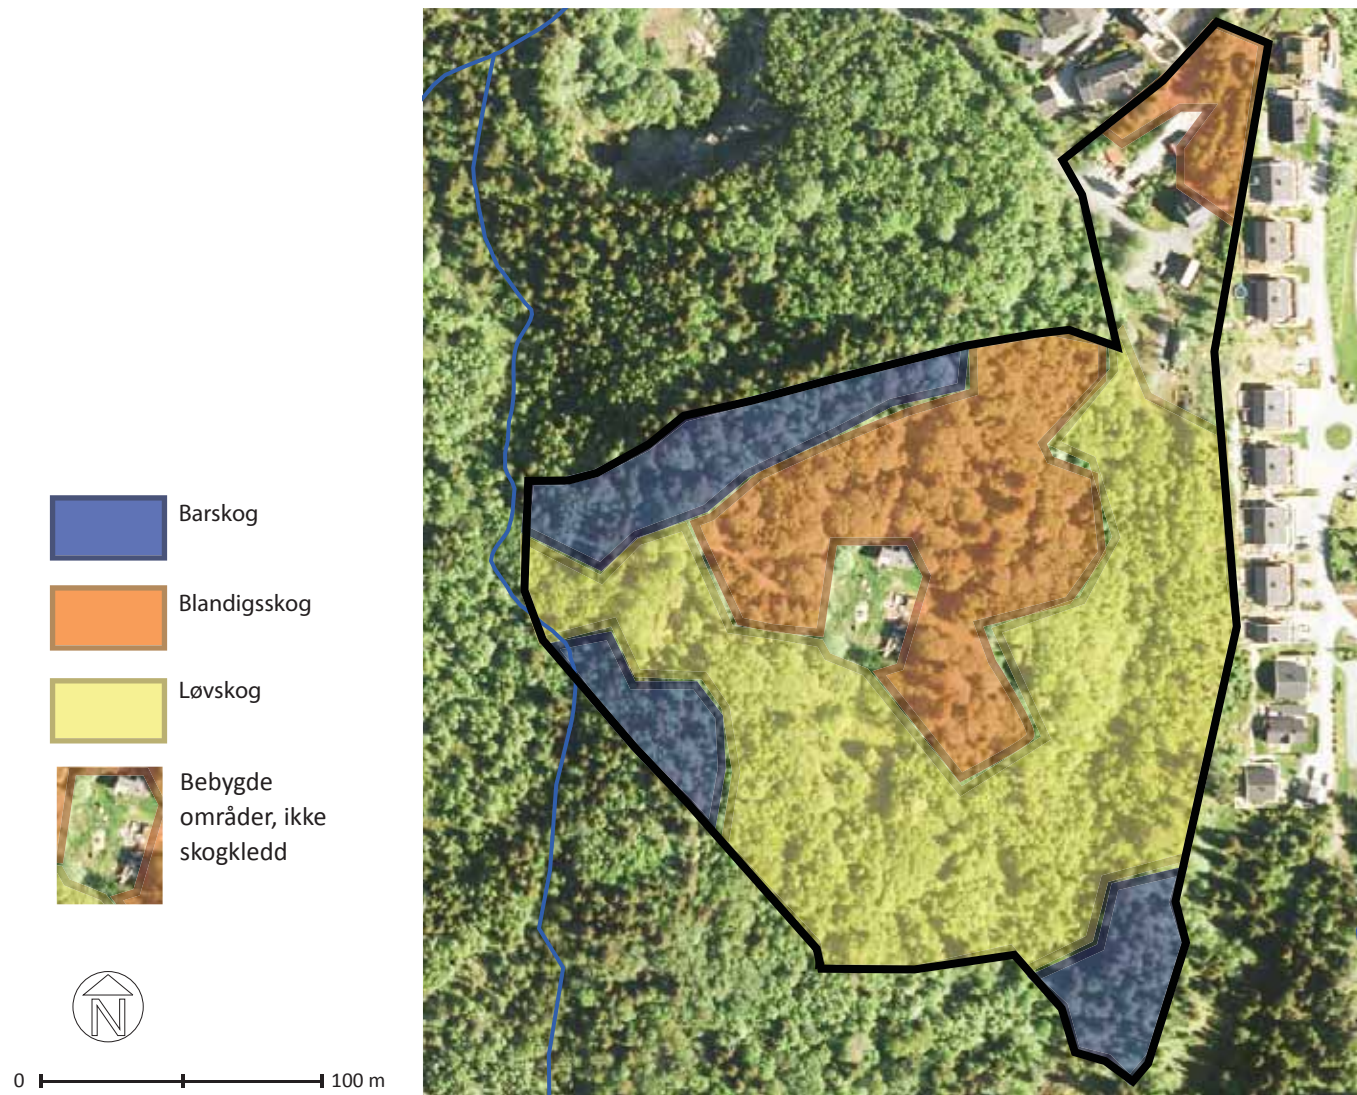 Barskog
Blandigsskog
Løvskog
Bebygde
områder, ikke
skogkledd
N
0 100 m